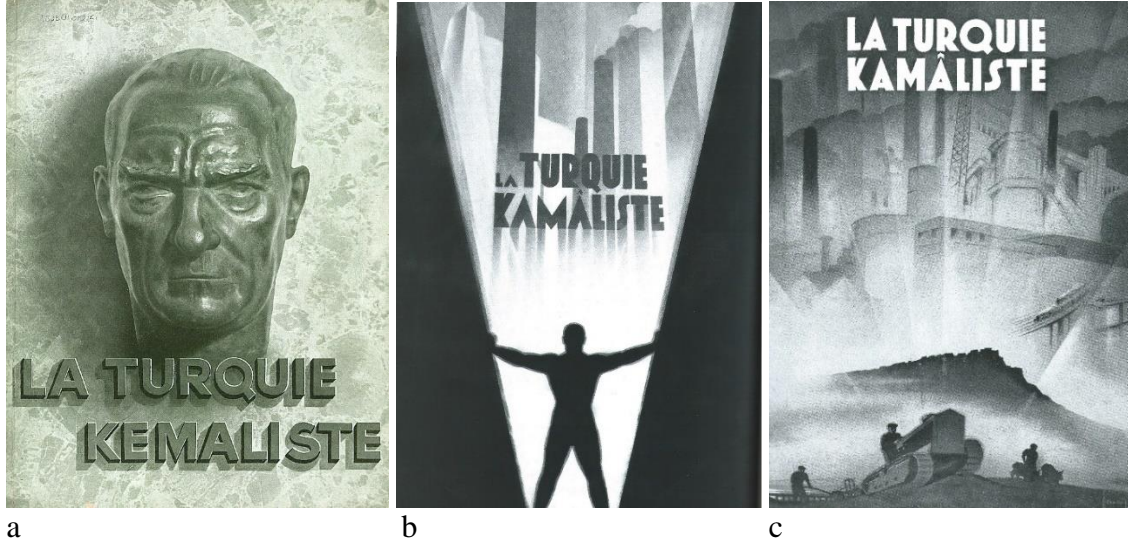 LA TURQUIE
KEMALISTE
a
LA TURQUIE
KAMÂLISTE
b
LA TURQUIE
KAMÂLISTE
c